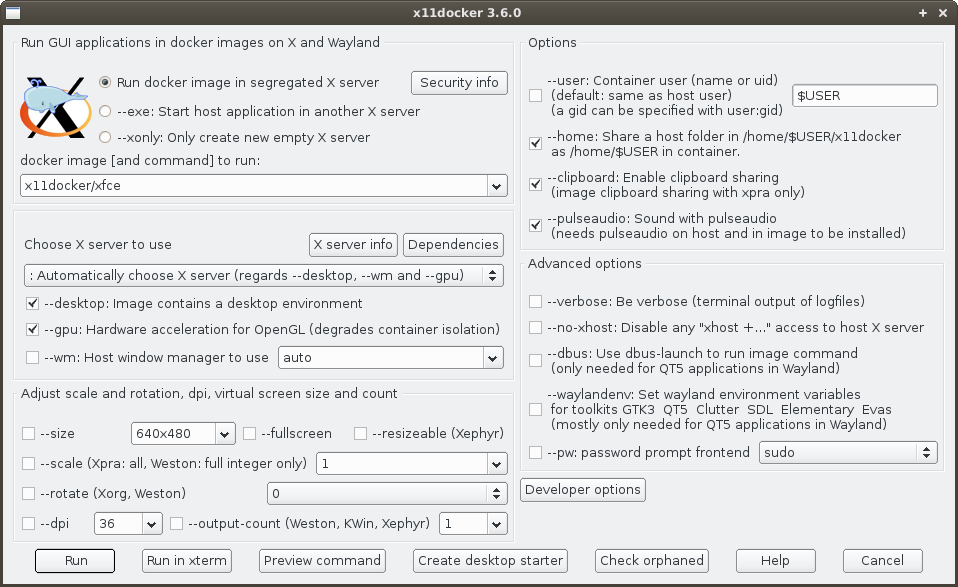 x11docker 3.6.0
Run GUI applications in docker images on X and Wayland
Run docker image in segregated X server
Security info
--exe: Start host application in another X server
--xonly: Only create new empty X server
docker image [and command] to run:
x11docker/xfce
Choose X server to use
X server info
Dependencies
: Automatically choose X server (regards --desktop, --wm and --gpu)
--desktop: Image contains a desktop environment
--gpu: Hardware acceleration for OpenGL (degrades container isolation)
--wm: Host window manager to use
auto
Adjust scale and rotation, dpi, virtual screen size and count
--size
640x480
--fullscreen
--resizeable (Xephyr)
--scale (Xpra: all, Weston: full integer only)
1
--rotate (Xorg, Weston)
0
--dpi
36
--output-count (Weston, KWin, Xephyr)
1
Options
--user: Container user (name or uid)
(default: same as host user)
(a gid can be specified with user:gid)
$USER
--home: Share a host folder in /home/$USER/x11docker
as /home/$USER in container.
--clipboard: Enable clipboard sharing
(image clipboard sharing with xpra only)
--pulseaudio: Sound with pulseaudio
(needs pulseaudio on host and in image to be installed)
Advanced options
--verbose: Be verbose (terminal output of logfiles)
--no-xhost: Disable any "xhost +..." access to host X server
--dbus: Use dbus-launch to run image command
(only needed for QT5 applications in Wayland)
--waylandenv: Set wayland environment variables
for toolkits GTK3 QT5 Clutter SDL Elementary Evas
(mostly only needed for QT5 applications in Wayland)
--pw: password prompt frontend
sudo
Developer options
Run
Run in xterm
Preview command
Create desktop starter
Check orphaned
Help
Cancel